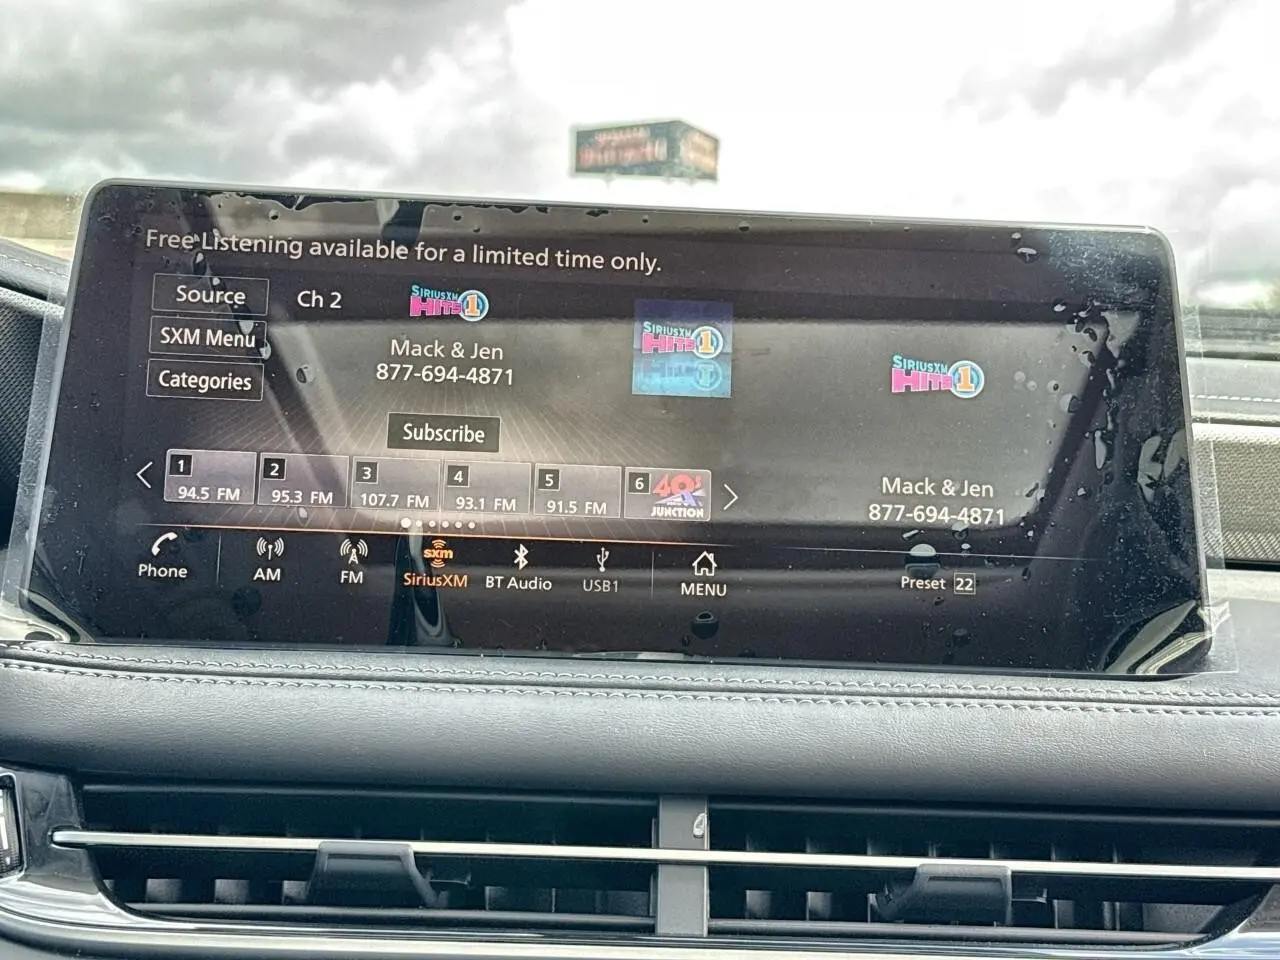 Free Listening available for a limited time only.
Source
Ch 2
SIRIUSXM
HITS 1
SXM Menu
Mack & Jen
SIRIUSXM
HITS 1
SIRIUSXM
HITS 1
Categories
877-694-4871
Subscribe
1
94.5 FM
2
95.3 FM
3
107.7 FM
4
93.1 FM
5
91.5 FM
6
40s
JUNCTION
Mack & Jen
877-694-4871
Phone
AM
FM
sxm
SiriusXM
BT Audio
USB1
MENU
Preset 22